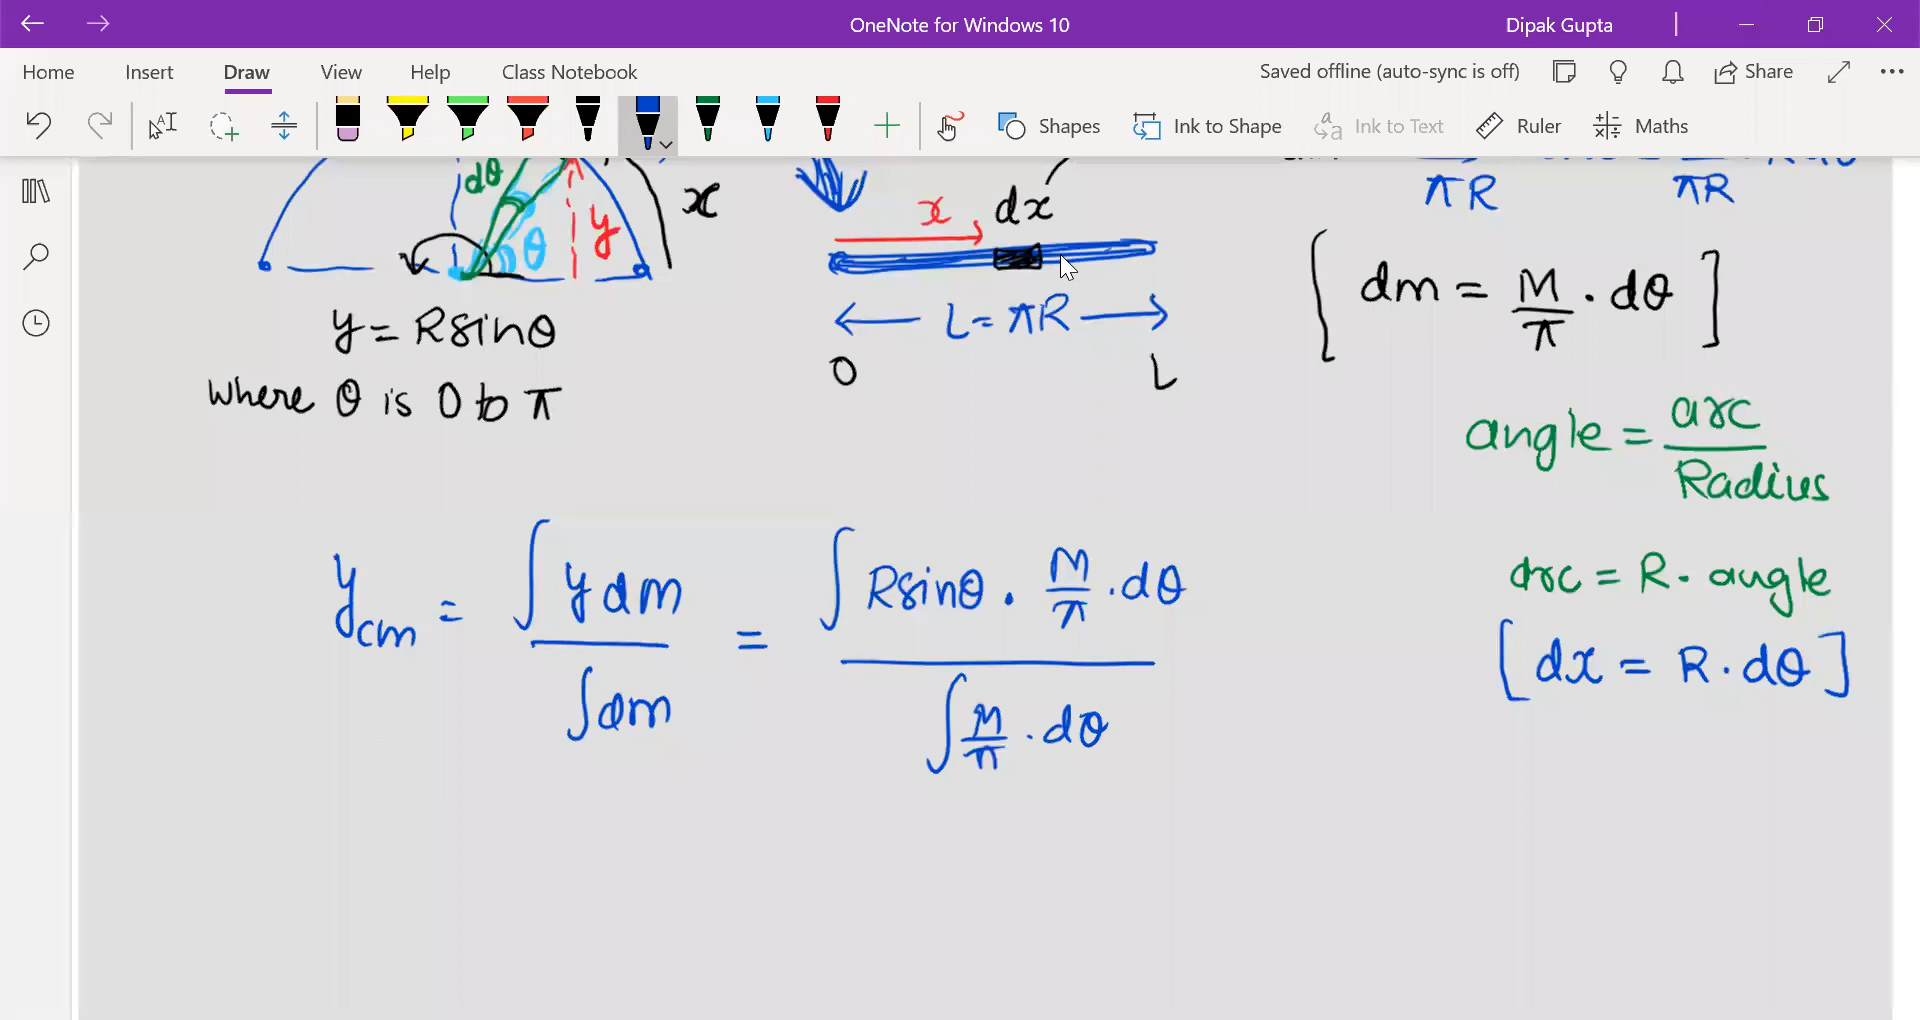 OneNote for Windows 10
Dipak Gupta
Home Insert Draw View Help Class Notebook
Saved offline (auto-sync is off) Share
Shapes Ink to Shape Ink to Text Ruler Maths
dθ
θ
y
x
x dx
πR πR
L = πR
O L
y = Rsinθ
where θ is 0 to π
[ dm = M/π . dθ ]
angle = arc/Radius
arc = R. angle
[ dx = R . dθ ]
y_cm = ∫ y dm / ∫ dm = ∫ Rsinθ . M/π . dθ / ∫ M/π . dθ